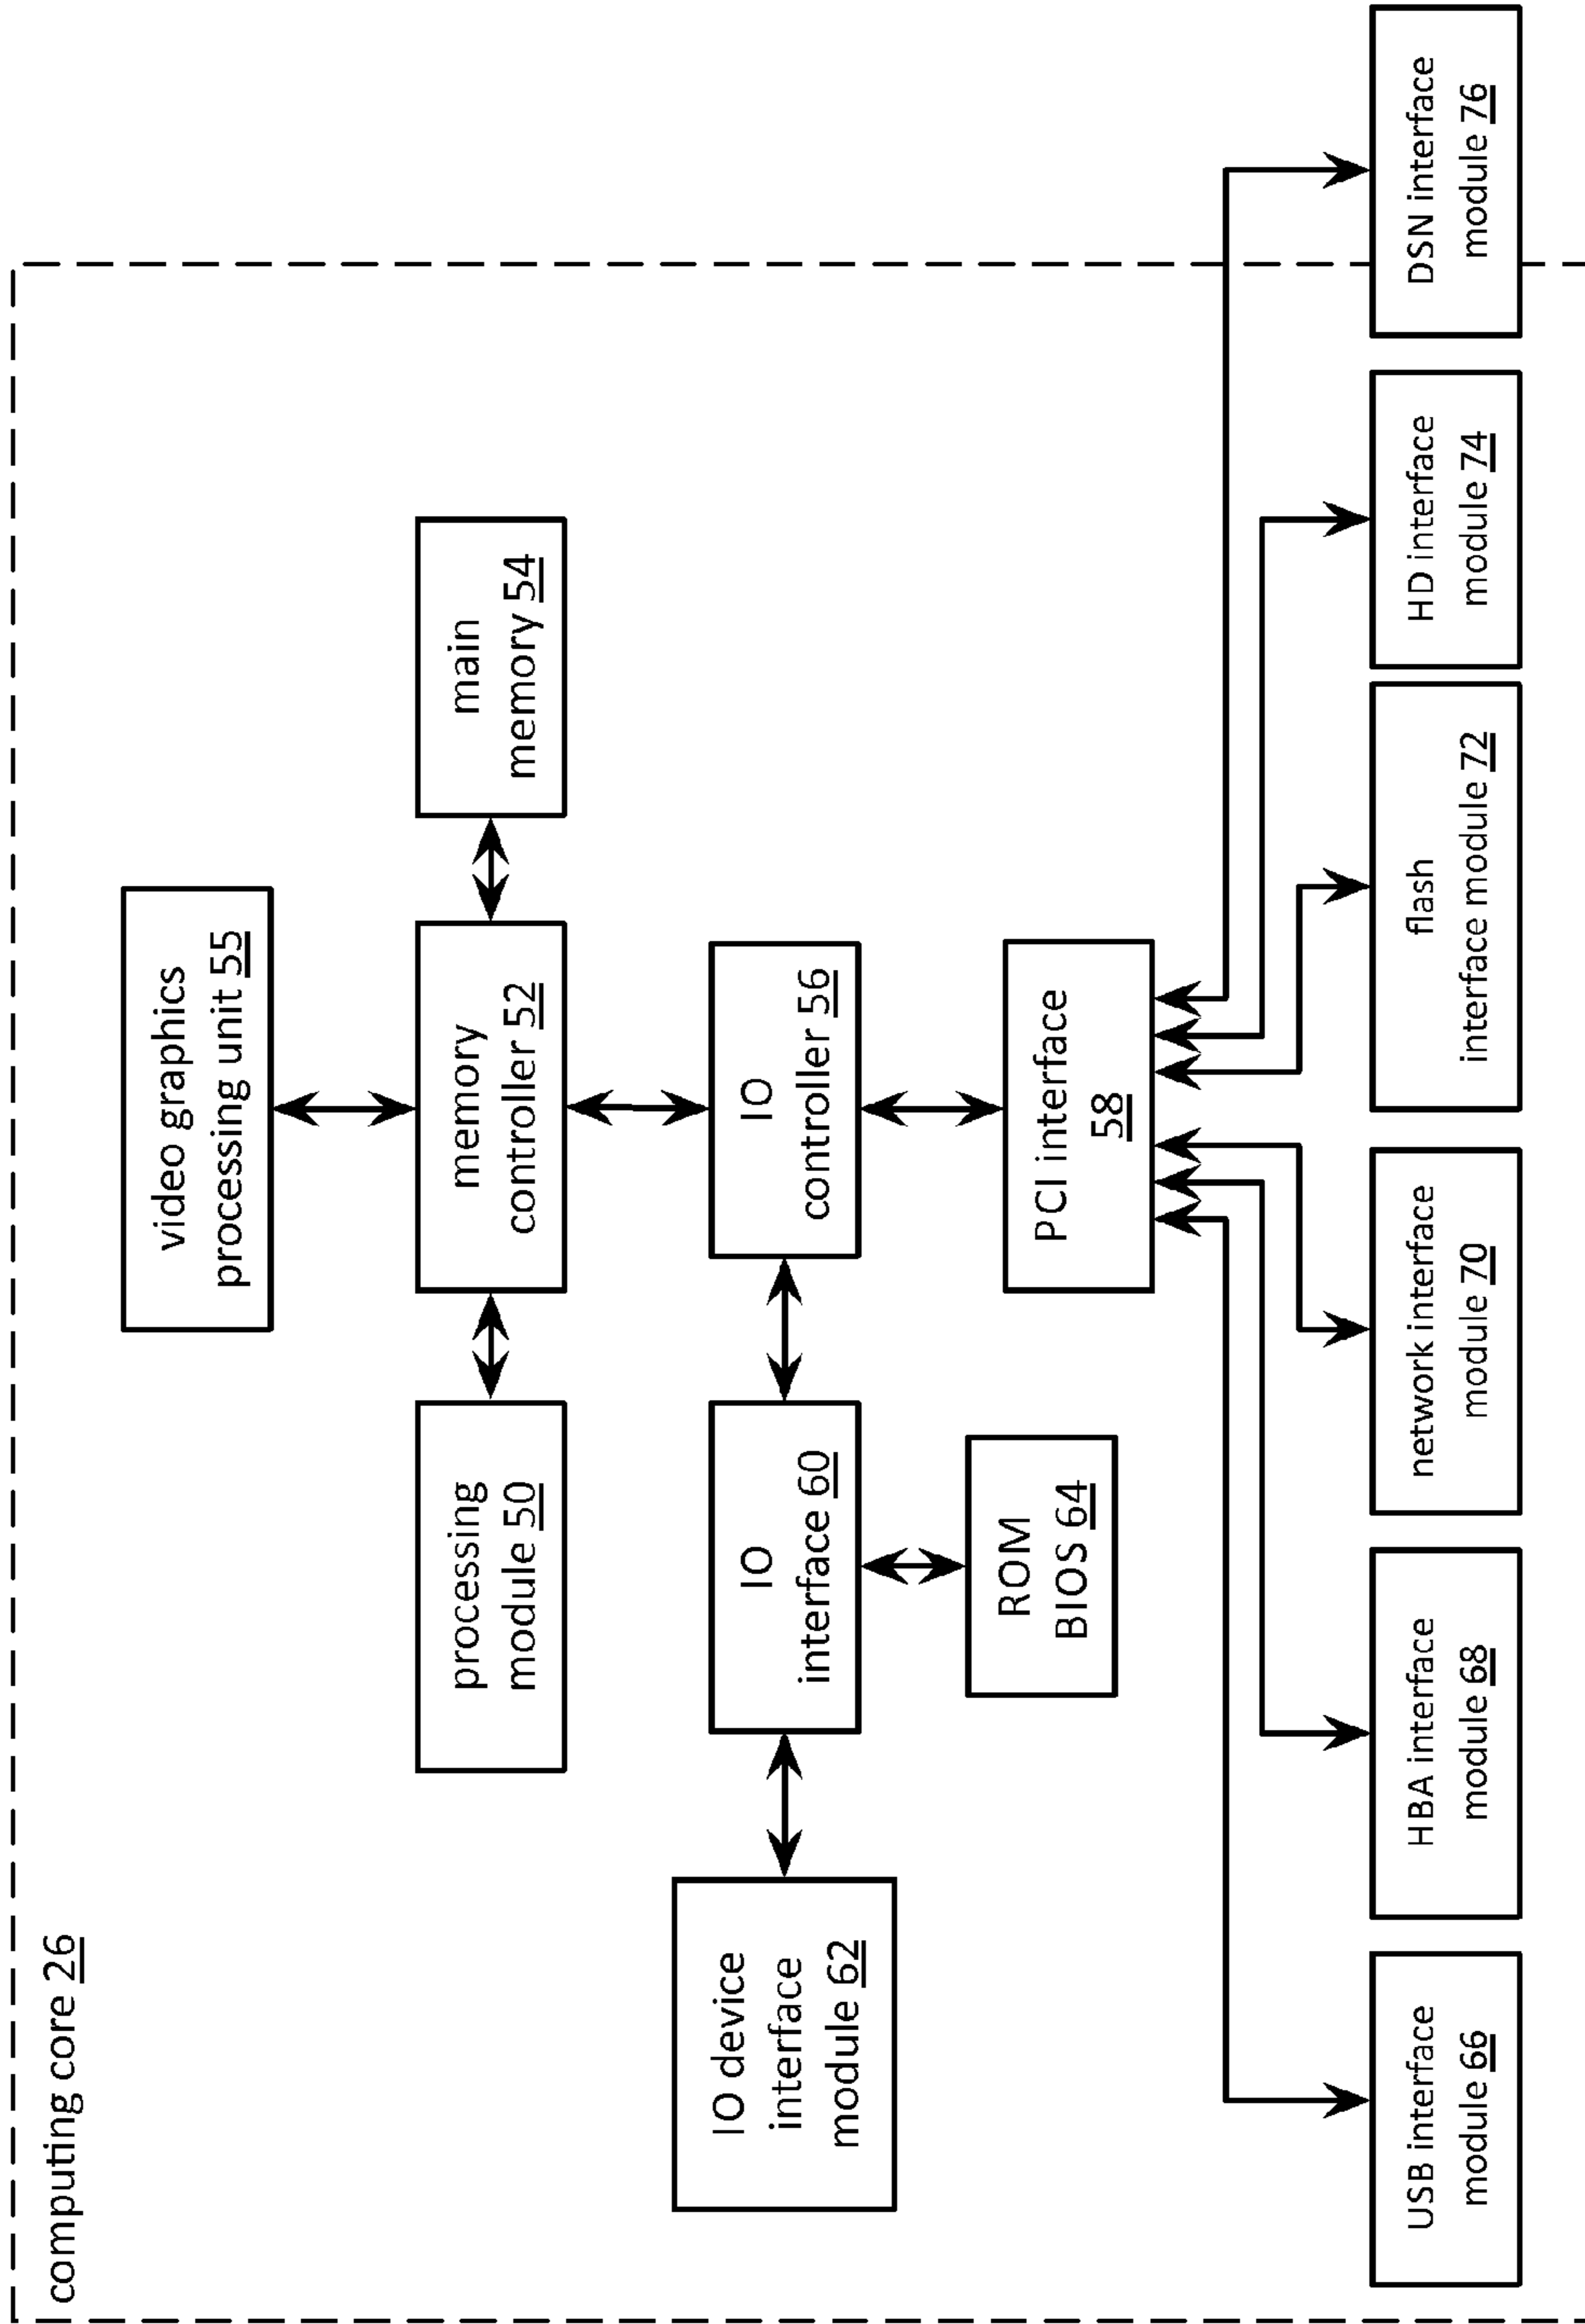 computing core 26
video graphics
processing unit 55
processing
module 50
memory
controller 52
main
memory 54
IO device
interface
module 62
IO
interface 60
IO
controller 56
ROM
BIOS 64
PCI interface
58
USB interface
module 66
HBA interface
module 68
network interface
module 70
flash
interface module 72
HD interface
module 74
DSN interface
module 76